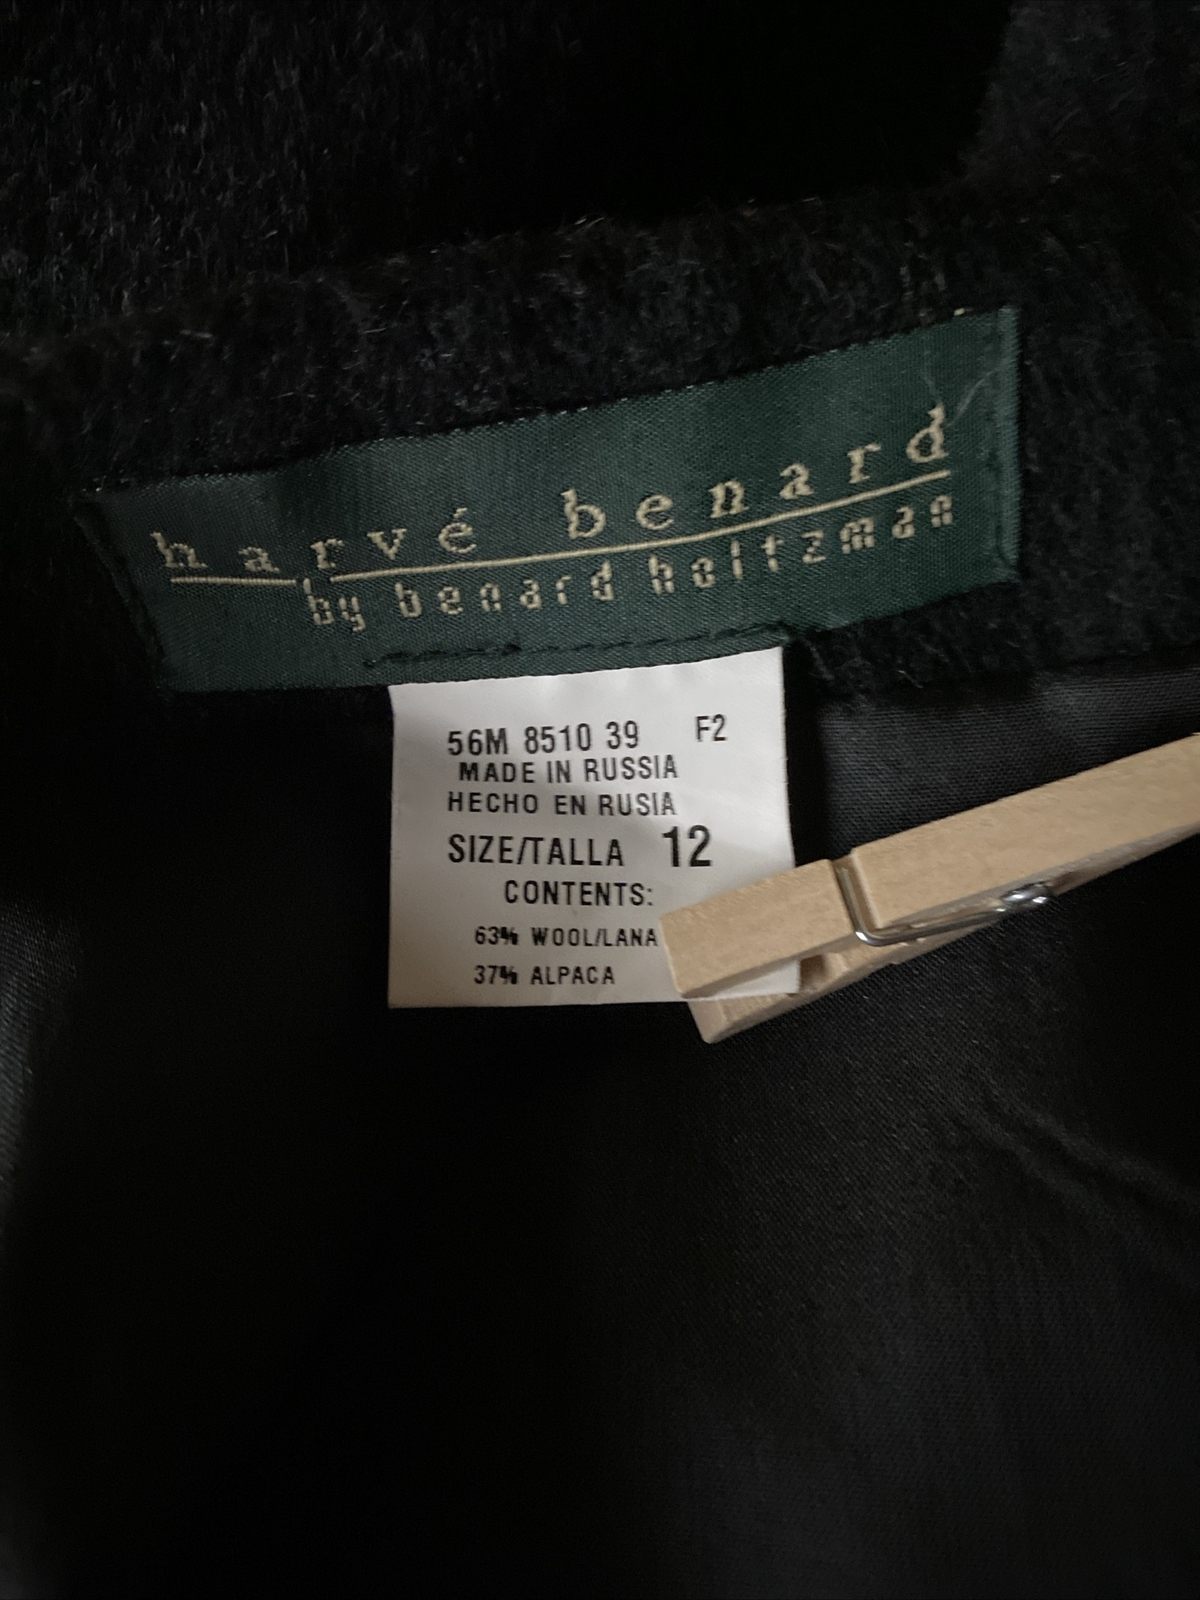 harvé benard
by benard holtzman
56M 8510 39 F2
MADE IN RUSSIA
HECHO EN RUSIA
SIZE/TALLA 12
CONTENTS:
63% WOOL/LANA
37% ALPACA